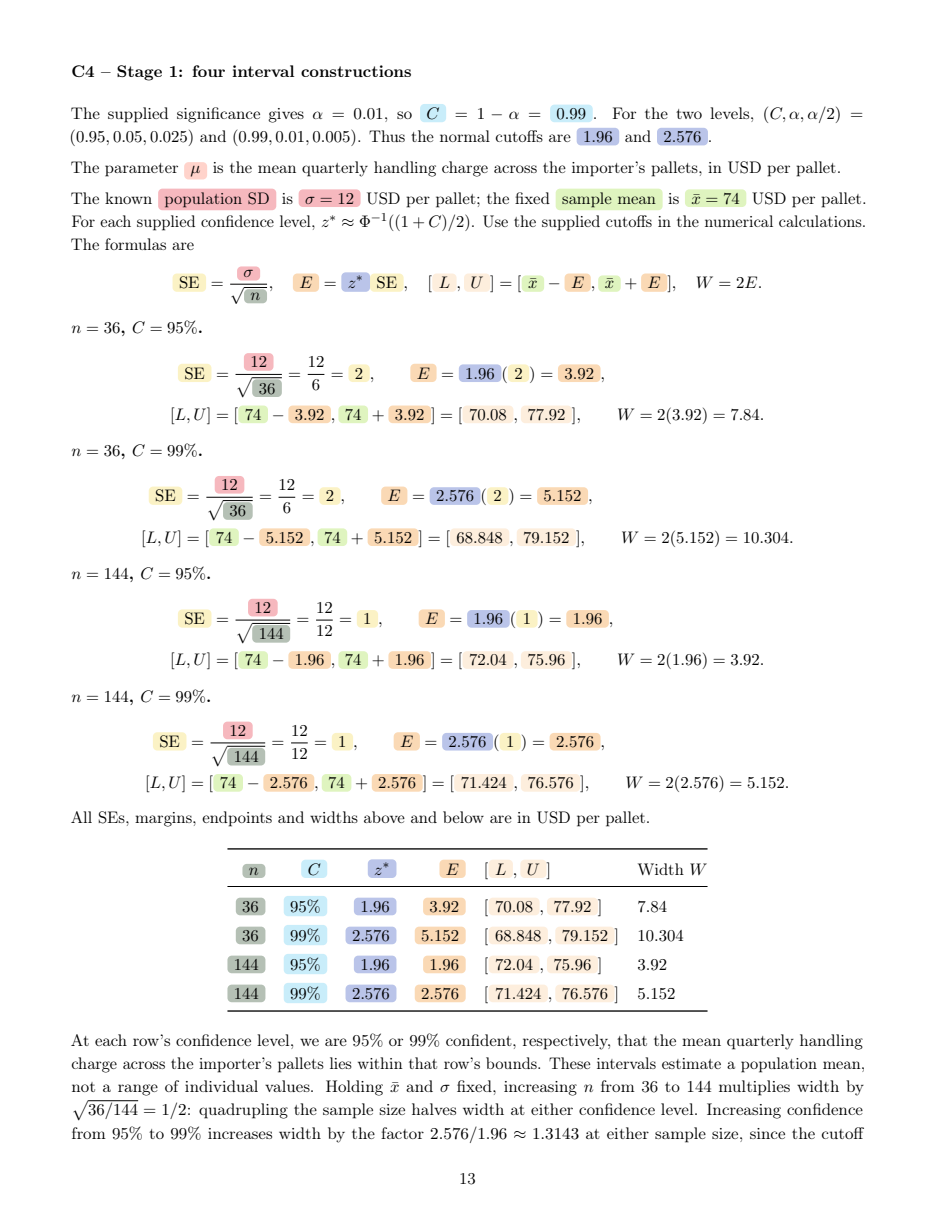 C4 – Stage 1: four interval constructions
The supplied significance gives α = 0.01, so C = 1 − α = 0.99 . For the two levels, (C, α, α/2) =
(0.95, 0.05, 0.025) and (0.99, 0.01, 0.005). Thus the normal cutoffs are 1.96 and 2.576 .
The parameter μ is the mean quarterly handling charge across the importer's pallets, in USD per pallet.
The known population SD is σ = 12 USD per pallet; the fixed sample mean is x̄ = 74 USD per pallet.
For each supplied confidence level, z* ≈ Φ⁻¹((1 + C)/2). Use the supplied cutoffs in the numerical calculations.
The formulas are
SE = σ/√n, E = z* SE , [ L , U ] = [ x̄ − E , x̄ + E ], W = 2E.
n = 36, C = 95%.
SE = 12/√36 = 12/6 = 2 , E = 1.96 ( 2 ) = 3.92 ,
[L, U] = [ 74 − 3.92 , 74 + 3.92 ] = [ 70.08 , 77.92 ], W = 2(3.92) = 7.84.
n = 36, C = 99%.
SE = 12/√36 = 12/6 = 2 , E = 2.576 ( 2 ) = 5.152 ,
[L, U] = [ 74 − 5.152 , 74 + 5.152 ] = [ 68.848 , 79.152 ], W = 2(5.152) = 10.304.
n = 144, C = 95%.
SE = 12/√144 = 12/12 = 1 , E = 1.96 ( 1 ) = 1.96 ,
[L, U] = [ 74 − 1.96 , 74 + 1.96 ] = [ 72.04 , 75.96 ], W = 2(1.96) = 3.92.
n = 144, C = 99%.
SE = 12/√144 = 12/12 = 1 , E = 2.576 ( 1 ) = 2.576 ,
[L, U] = [ 74 − 2.576 , 74 + 2.576 ] = [ 71.424 , 76.576 ], W = 2(2.576) = 5.152.
All SEs, margins, endpoints and widths above and below are in USD per pallet.
n C z* E [ L , U ] Width W
36 95% 1.96 3.92 [ 70.08 , 77.92 ] 7.84
36 99% 2.576 5.152 [ 68.848 , 79.152 ] 10.304
144 95% 1.96 1.96 [ 72.04 , 75.96 ] 3.92
144 99% 2.576 2.576 [ 71.424 , 76.576 ] 5.152
At each row's confidence level, we are 95% or 99% confident, respectively, that the mean quarterly handling
charge across the importer's pallets lies within that row's bounds. These intervals estimate a population mean,
not a range of individual values. Holding x̄ and σ fixed, increasing n from 36 to 144 multiplies width by
√36/144 = 1/2: quadrupling the sample size halves width at either confidence level. Increasing confidence
from 95% to 99% increases width by the factor 2.576/1.96 ≈ 1.3143 at either sample size, since the cutoff
13